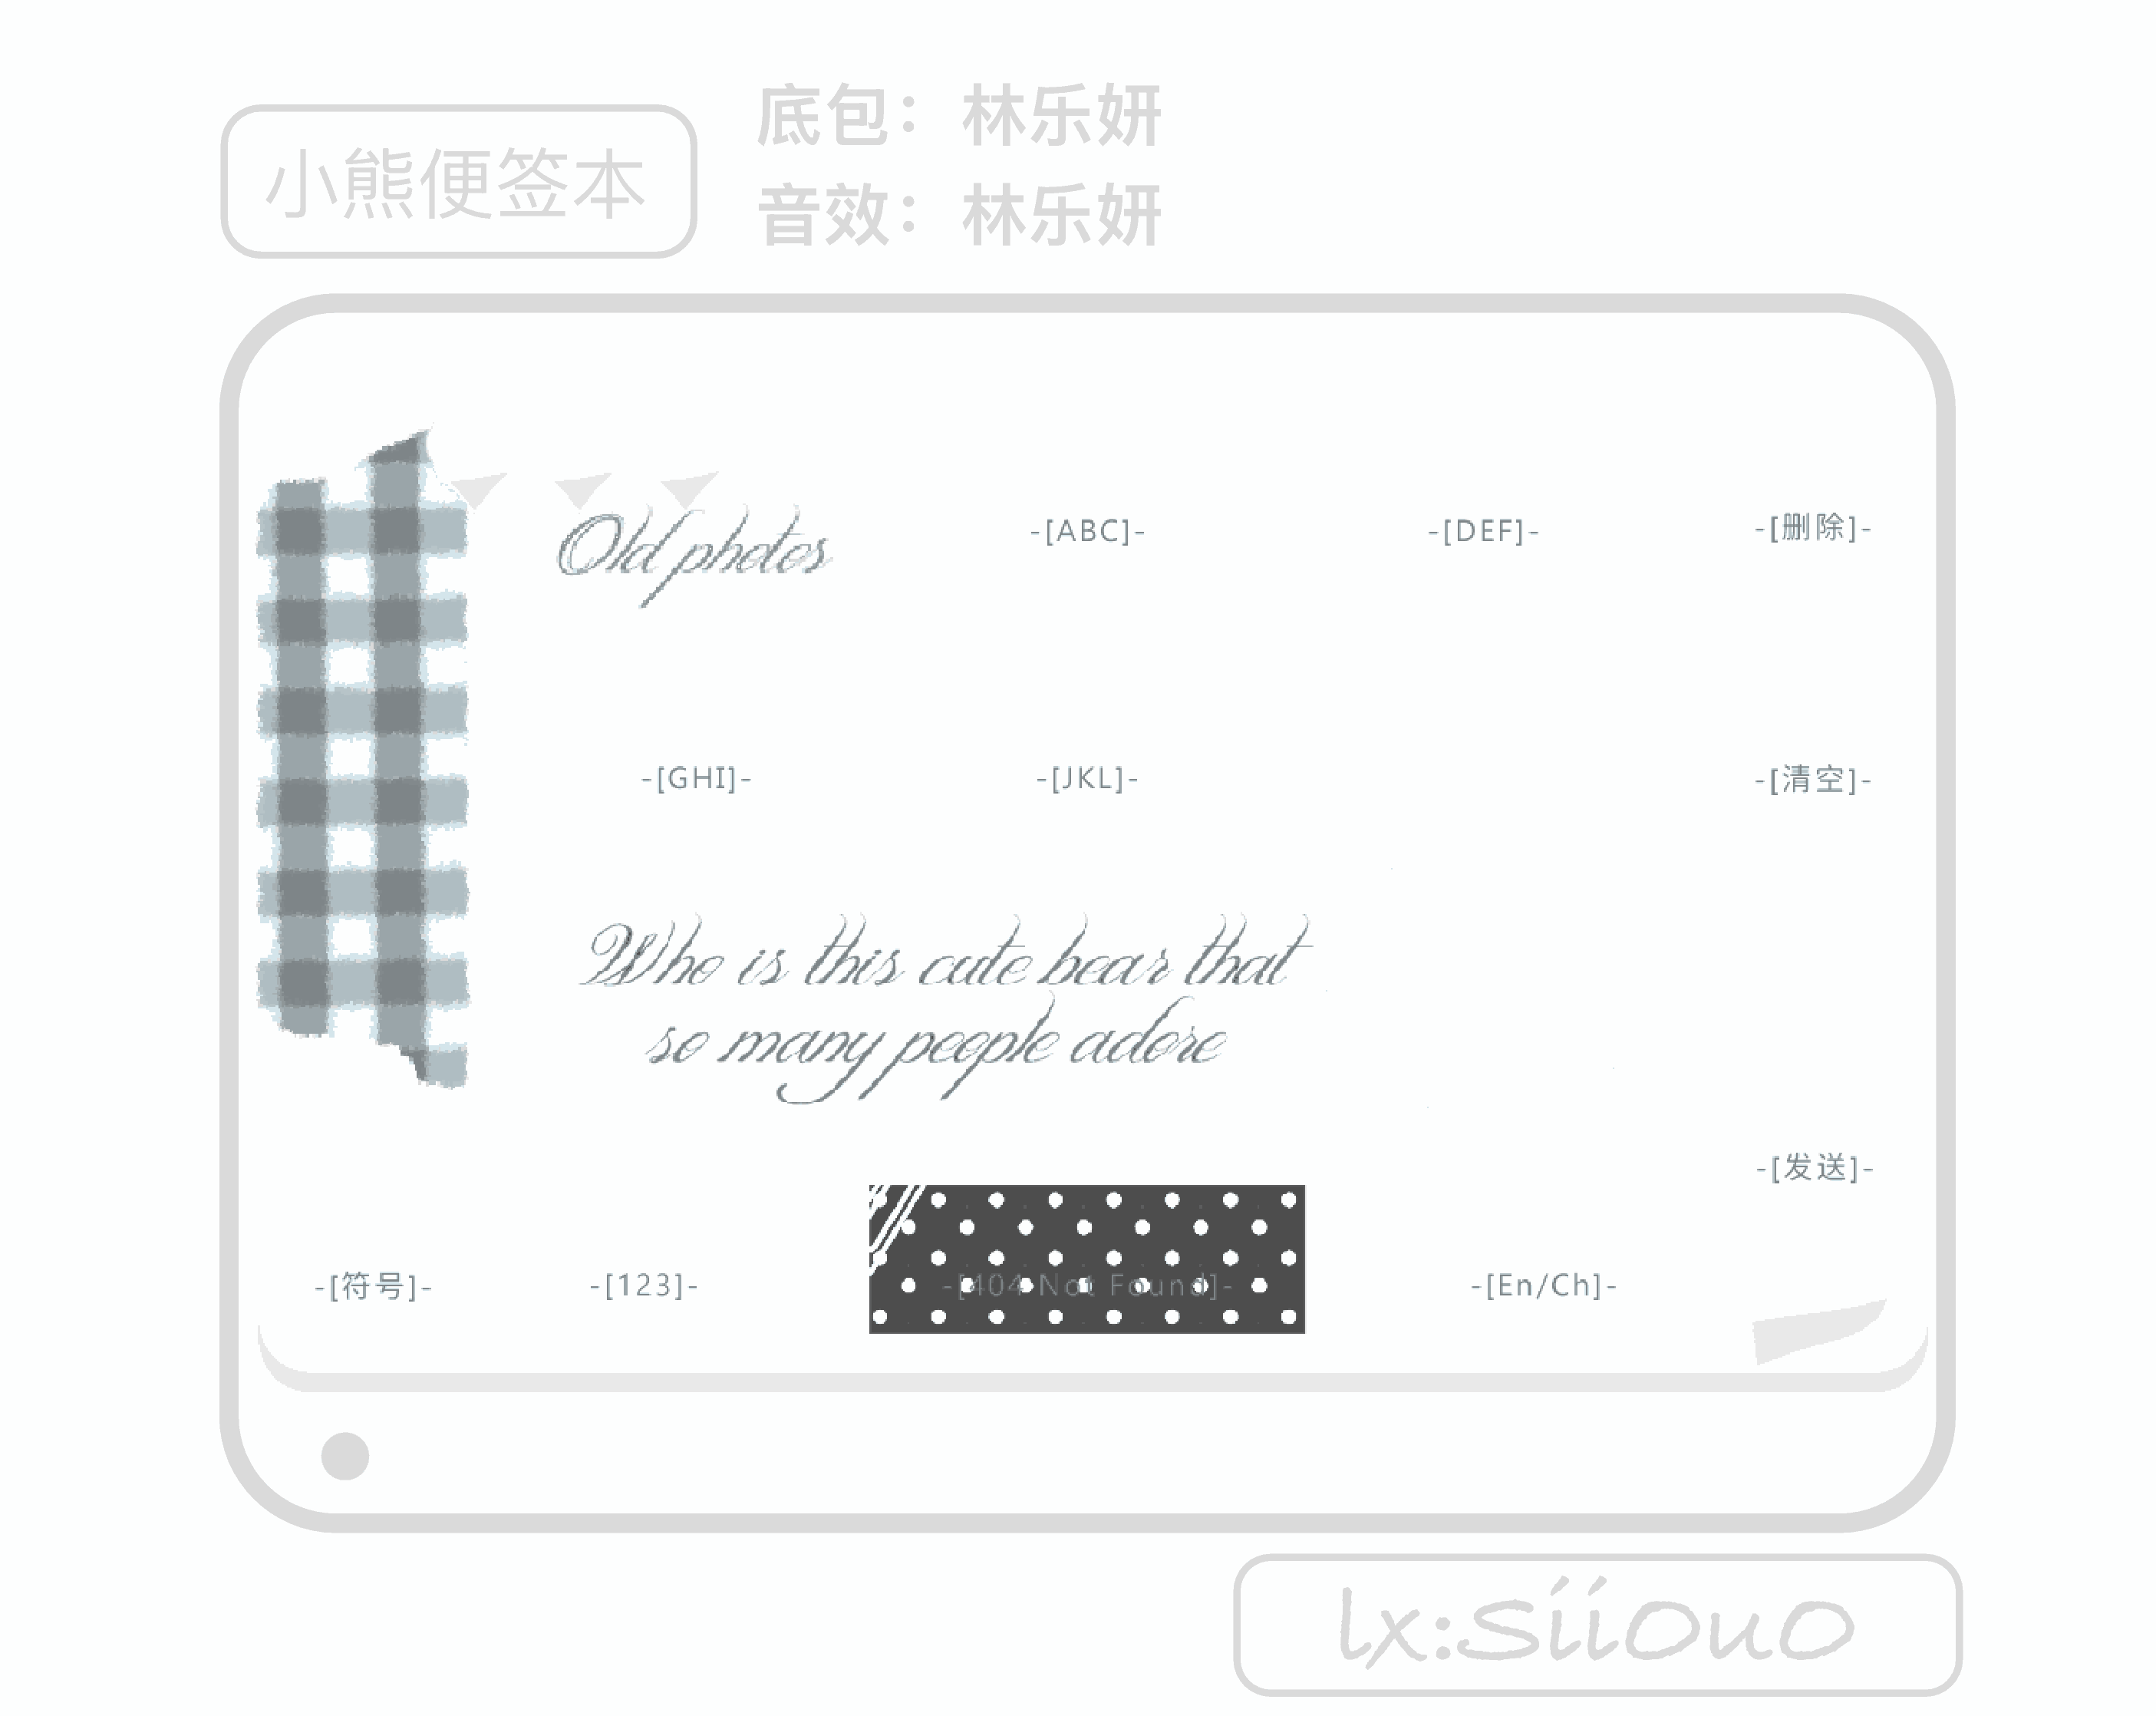 小熊便签本
底包：林乐妍
音效：林乐妍
Old photos
-[ABC]-
-[DEF]-
-[删除]-
-[GHI]-
-[JKL]-
-[清空]-
Who is this cute bear that
so many people adore
-[发送]-
-[符号]-
-[123]-
-[404 Not Found]-
-[En/Ch]-
lx:SiiOuO